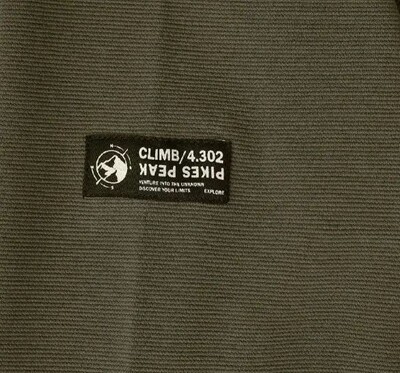 CLIMB/4.302
PIKES PEAK
VENTURE INTO THE UNKNOWN
DISCOVER YOUR LIMITS EXPLORE